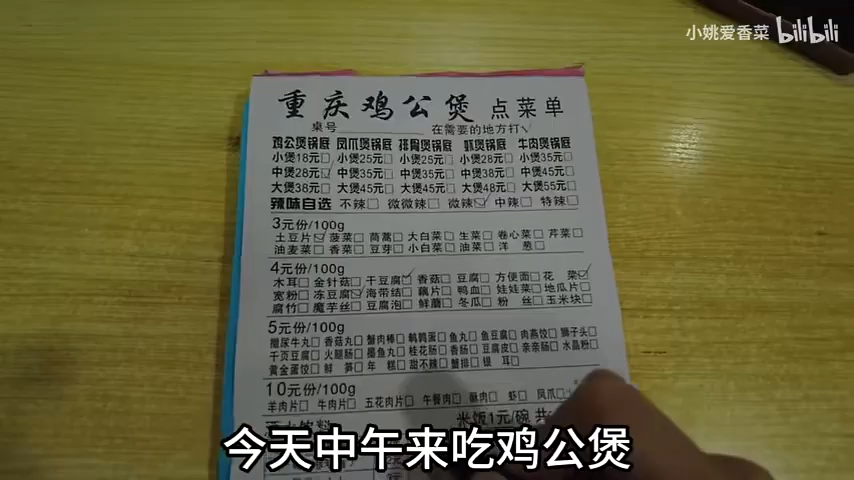 小姚爱香菜 bilibili
重庆鸡公煲 点菜单
桌号 在需要的地方打√
鸡公煲锅底 凤爪煲锅底 排骨煲锅底 虾煲锅底 牛肉煲锅底
小煲18元□ 小煲25元□ 小煲25元□ 小煲28元□ 小煲35元□
中煲28元□ 中煲35元□ 中煲35元□ 中煲38元□ 中煲45元□
大煲38元□ 大煲45元□ 大煲45元□ 大煲48元□ 大煲55元□
辣味自选 不辣□ 微微辣□ 微辣□ 中辣□ 特辣□
3元份/100g
土豆片□ 菠菜□ 茼蒿□ 大白菜□ 生菜□ 卷心菜□ 芹菜□
油麦菜□ 香菜□ 豆芽□ 小白菜□ 油菜□ 洋葱□
4元份/100g
木耳□ 金针菇□ 干豆腐□ 香菇□ 豆腐□ 方便面□ 花菜□
宽粉□ 冻豆腐□ 海带结□ 藕片□ 鸭血□ 娃娃菜□ 地瓜片□
腐竹□ 魔芋丝□ 豆腐泡□ 鲜蘑□ 冬瓜□ 粉丝□ 玉米块□
5元份/100g
撒尿牛丸□ 香菇丸□ 蟹肉棒□ 鹌鹑蛋□ 鱼丸□ 鱼豆腐□ 肉燕饺□ 狮子头□
千页豆腐□ 火腿肠□ 墨鱼丸□ 桂花肠□ 香肠□ 豆腐皮□ 亲亲肠□ 水晶粉□
黄金蛋饺□ 鲜笋□ 年糕□ 甜不辣□ 蟹排□ 银耳□
10元份/100g
羊肉片□ 牛肉片□ 五花肉片□ 午餐肉□ 酥肉□ 虾□ 凤爪□
米饭1元/碗 共
今天中午来吃鸡公煲